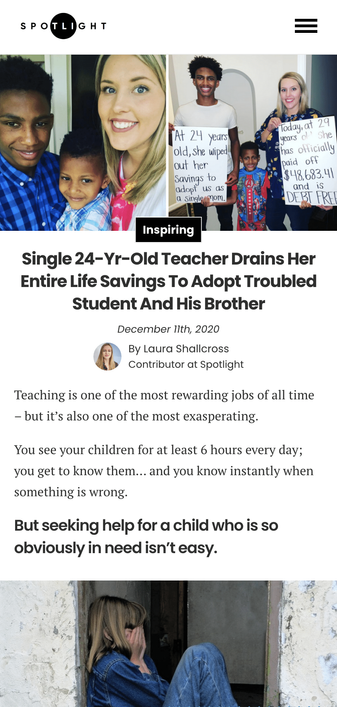 SPOTLIGHT
At 24 years
old, she wiped
out her
savings to
adopt us as
a single mom.
Today, at 29
years old she
has officially
paid off
$48,683.41
and is
DEBT FREE!
Inspiring
Single 24-Yr-Old Teacher Drains Her
Entire Life Savings To Adopt Troubled
Student And His Brother
December 11th, 2020
By Laura Shallcross
Contributor at Spotlight
Teaching is one of the most rewarding jobs of all time
– but it’s also one of the most exasperating.
You see your children for at least 6 hours every day;
you get to know them… and you know instantly when
something is wrong.
But seeking help for a child who is so
obviously in need isn’t easy.